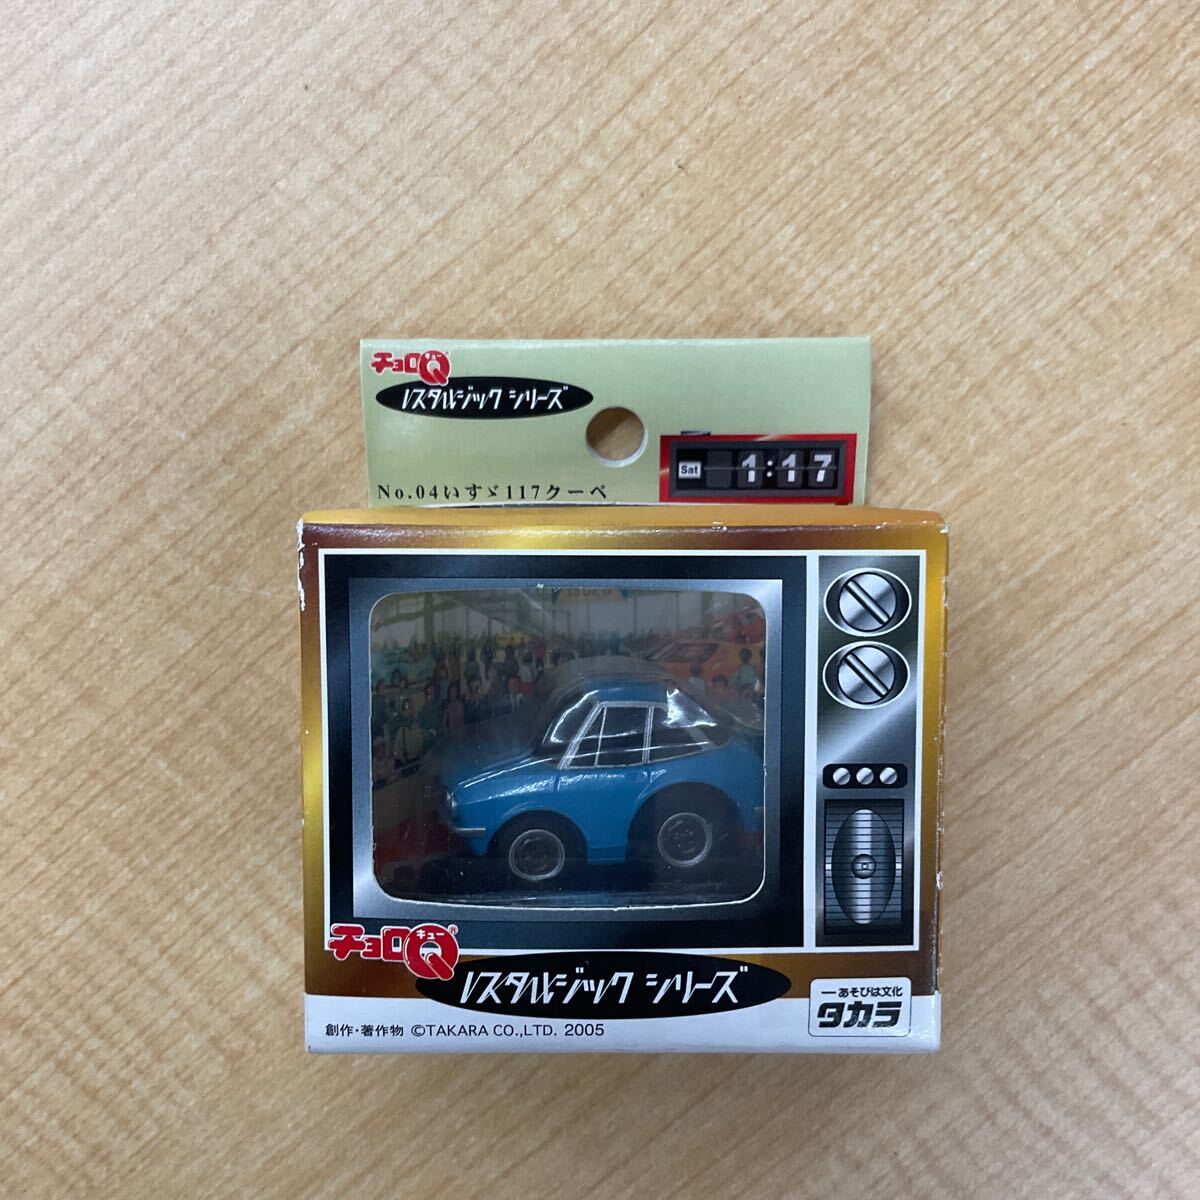 チョロQ
キュー
ノスタルジック シリーズ
Sat 1:17
No.04いすゞ117クーペ
チョロQ®
キュー
ノスタルジック シリーズ
―あそびは文化
タカラ
創作・著作物 ©TAKARA CO.,LTD. 2005